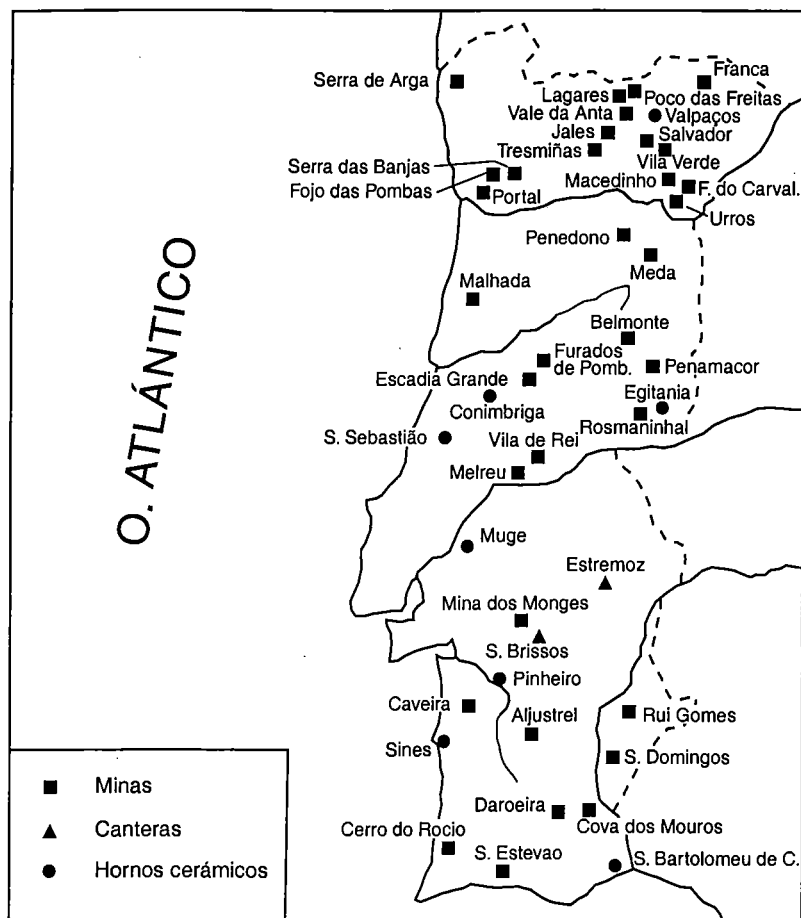 Serra de Arga
Franca
Lagares
Poco das Freitas
Vale da Anta
Valpaços
Jales
Salvador
Tresmiñas
Vila Verde
Serra das Banjas
Fojo das Pombas
Macedinho
F. do Carval.
Portal
Urros
Penedono
Meda
Malhada
Belmonte
Furados
de Pomb.
Penamacor
Escadia Grande
Egitania
Conimbriga
Rosmaninhal
S. Sebastião
Vila de Rei
Melreu
O. ATLÁNTICO
Muge
Estremoz
Mina dos Monges
S. Brissos
Pinheiro
Caveira
Aljustrel
Rui Gomes
Sines
S. Domingos
Daroeira
Cova dos Mouros
Cerro do Rocio
S. Estevao
S. Bartolomeu de C.
Minas
Canteras
Hornos cerámicos